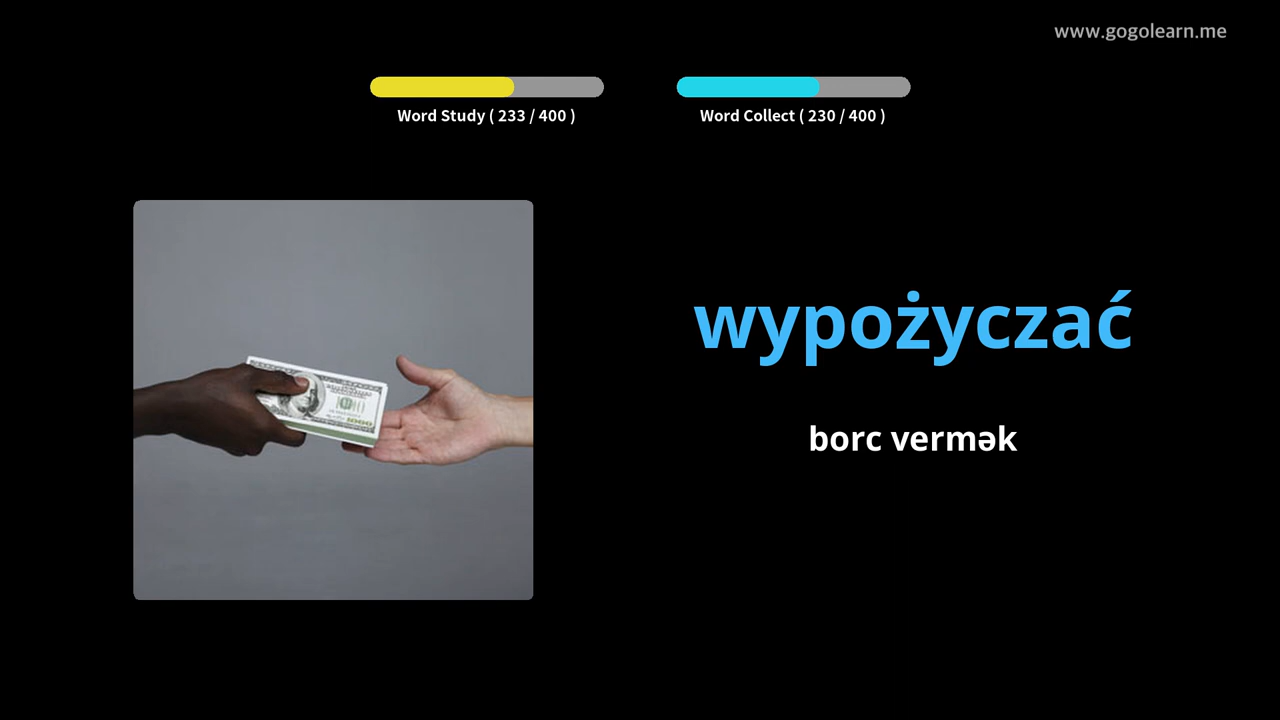 www.gogolearn.me
Word Study ( 233 / 400 )
Word Collect ( 230 / 400 )
wypożyczać
borc vermək